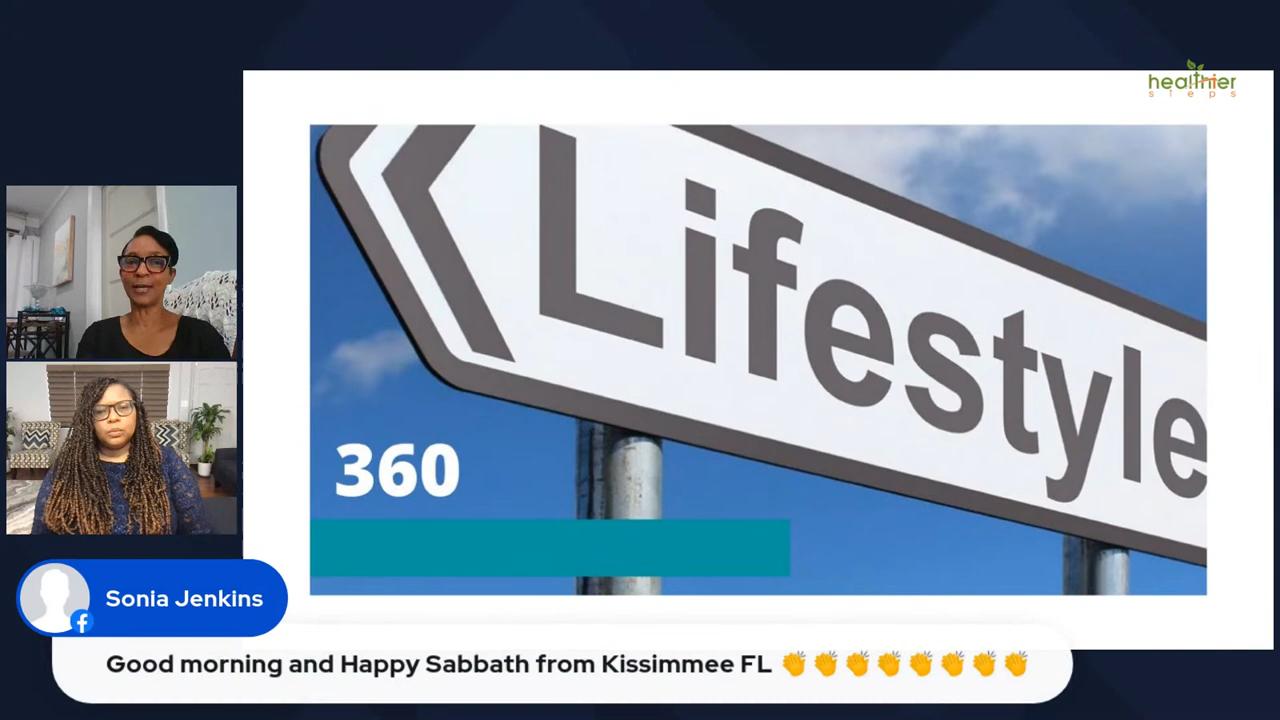 healthier
steps
Lifestyle
360
Sonia Jenkins
Good morning and Happy Sabbath from Kissimmee FL 👏👏👏👏👏👏👏👏